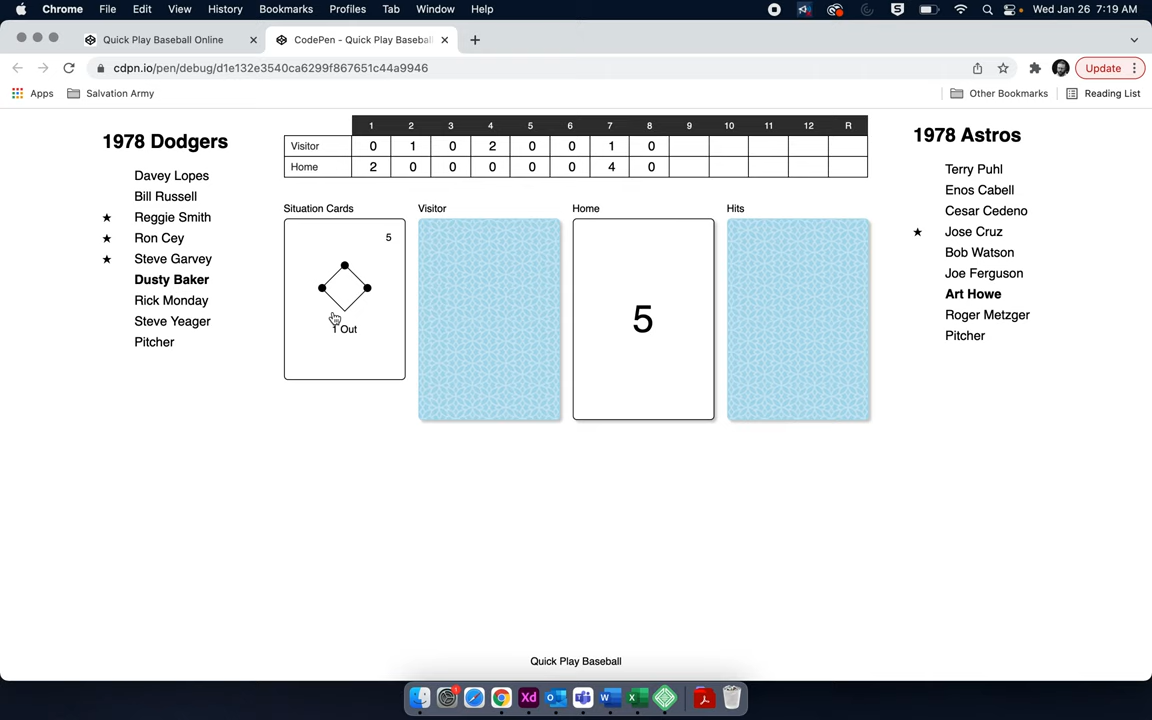 Chrome File Edit View History Bookmarks Profiles Tab Window Help Wed Jan 26 7:19 AM
Quick Play Baseball Online CodePen - Quick Play Baseball
cdpn.io/pen/debug/d1e132e3540ca6299f867651c44a9946 Update
Apps Salvation Army Other Bookmarks Reading List
1 2 3 4 5 6 7 8 9 10 11 12 R
Visitor 0 1 0 2 0 0 1 0
Home 2 0 0 0 0 0 4 0
1978 Dodgers
Davey Lopes
Bill Russell
★ Reggie Smith
★ Ron Cey
★ Steve Garvey
Dusty Baker
Rick Monday
Steve Yeager
Pitcher
Situation Cards Visitor Home Hits
5
1 Out
5
1978 Astros
Terry Puhl
Enos Cabell
Cesar Cedeno
★ Jose Cruz
Bob Watson
Joe Ferguson
Art Howe
Roger Metzger
Pitcher
Quick Play Baseball